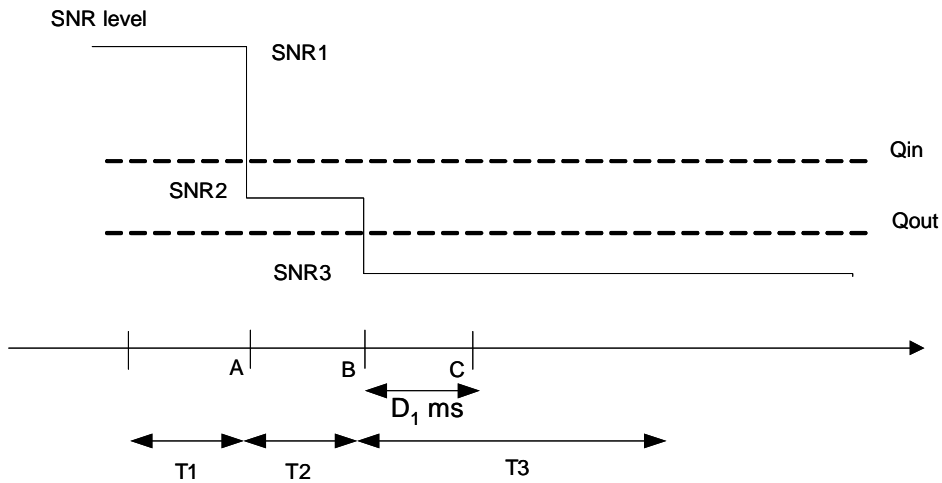 SNR level
SNR1
Qin
SNR2
Qout
SNR3
A
B
C
D₁ ms
T1
T2
T3